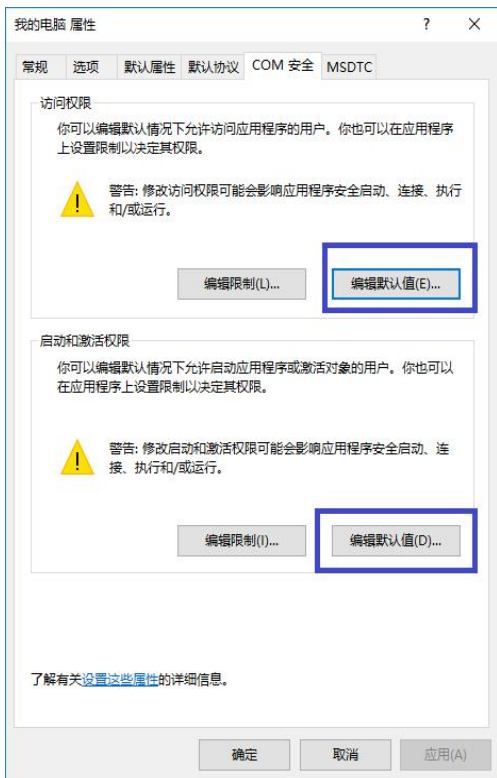 我的电脑 属性
? ×
常规 选项 默认属性 默认协议 COM 安全 MSDTC
访问权限
你可以编辑默认情况下允许访问应用程序的用户。你也可以在应用程序
上设置限制以决定其权限。
警告: 修改访问权限可能会影响应用程序安全启动、连接、执行
和/或运行。
编辑限制(L)... 编辑默认值(E)...
启动和激活权限
你可以编辑默认情况下允许启动应用程序或激活对象的用户。你也可以
在应用程序上设置限制以决定其权限。
警告: 修改启动和激活权限可能会影响应用程序安全启动、连
接、执行和/或运行。
编辑限制(I)... 编辑默认值(D)...
了解有关设置这些属性的详细信息。
确定 取消 应用(A)